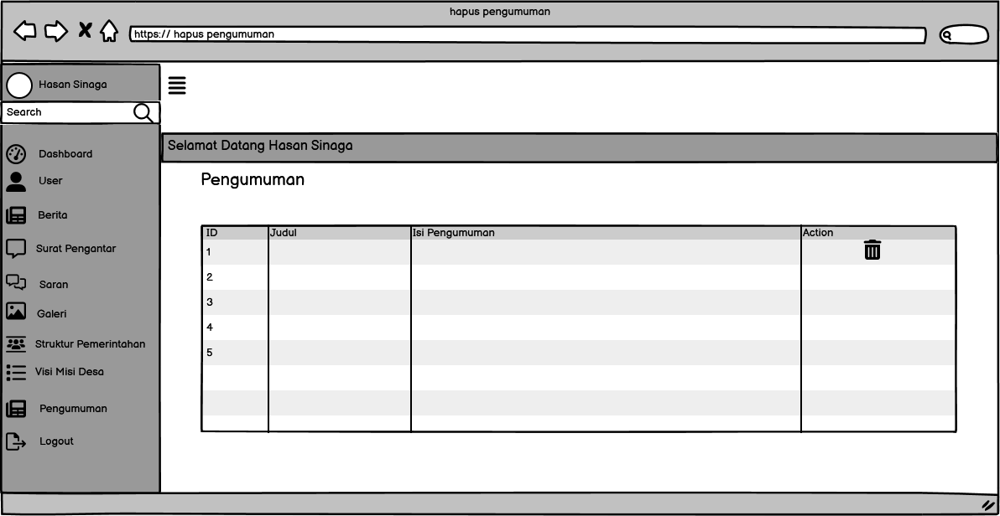 hapus pengumuman
https:// hapus pengumuman
Hasan Sinaga
Search
Dashboard
User
Berita
Surat Pengantar
Saran
Galeri
Struktur Pemerintahan
Visi Misi Desa
Pengumuman
Logout
Selamat Datang Hasan Sinaga
Pengumuman
ID Judul Isi Pengumuman Action
1
2
3
4
5